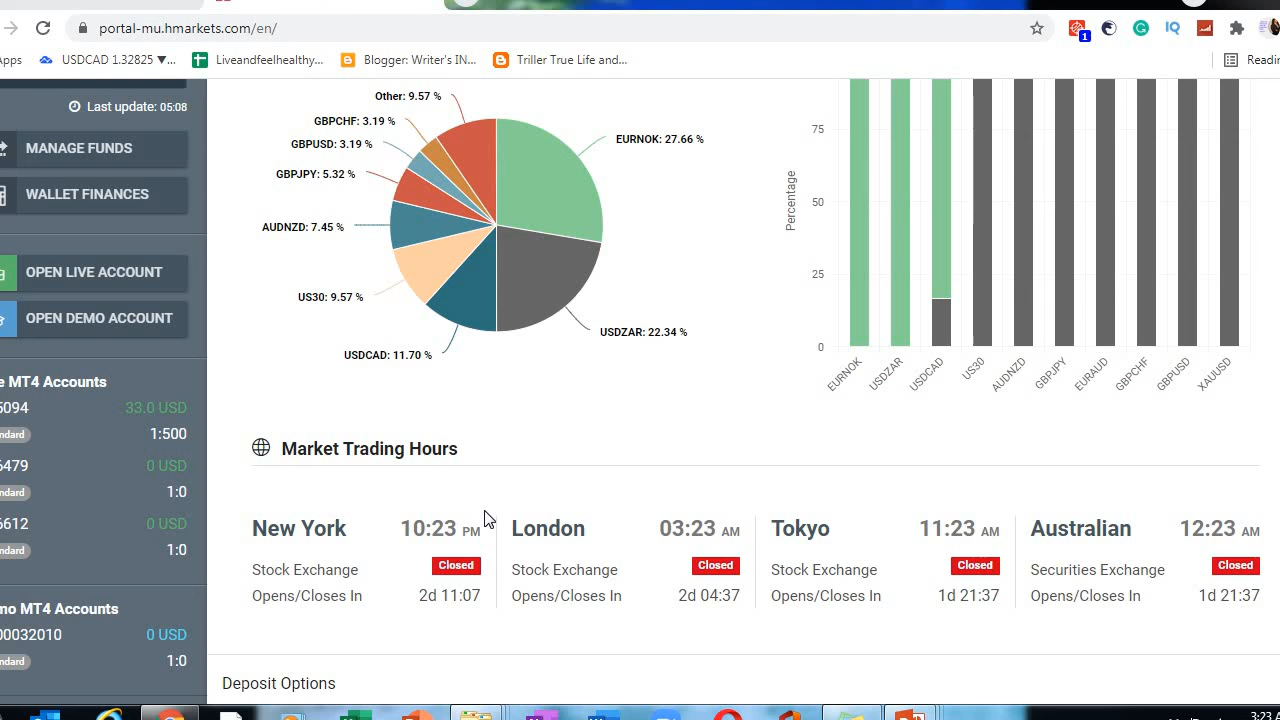 portal-mu.hmarkets.com/en/
1
IQ
Apps
USDCAD 1.32825 ▼...
Liveandfeelhealthy...
Blogger: Writer's IN...
Triller True Life and...
Last update: 05:08
MANAGE FUNDS
WALLET FINANCES
OPEN LIVE ACCOUNT
OPEN DEMO ACCOUNT
e MT4 Accounts
5094 33.0 USD
ndard 1:500
6479 0 USD
ndard 1:0
6612 0 USD
ndard 1:0
mo MT4 Accounts
00032010 0 USD
ndard 1:0
Other: 9.57 %
GBPCHF: 3.19 %
GBPUSD: 3.19 %
GBPJPY: 5.32 %
AUDNZD: 7.45 %
US30: 9.57 %
USDCAD: 11.70 %
EURNOK: 27.66 %
USDZAR: 22.34 %
Percentage
75
50
25
0
EURNOK
USDZAR
USDCAD
US30
AUDNZD
GBPJPY
EURAUD
GBPCHF
GBPUSD
XAUUSD
Market Trading Hours
New York 10:23 PM
Stock Exchange Closed
Opens/Closes In 2d 11:07
London 03:23 AM
Stock Exchange Closed
Opens/Closes In 2d 04:37
Tokyo 11:23 AM
Stock Exchange Closed
Opens/Closes In 1d 21:37
Australian 12:23 AM
Securities Exchange Closed
Opens/Closes In 1d 21:37
Deposit Options